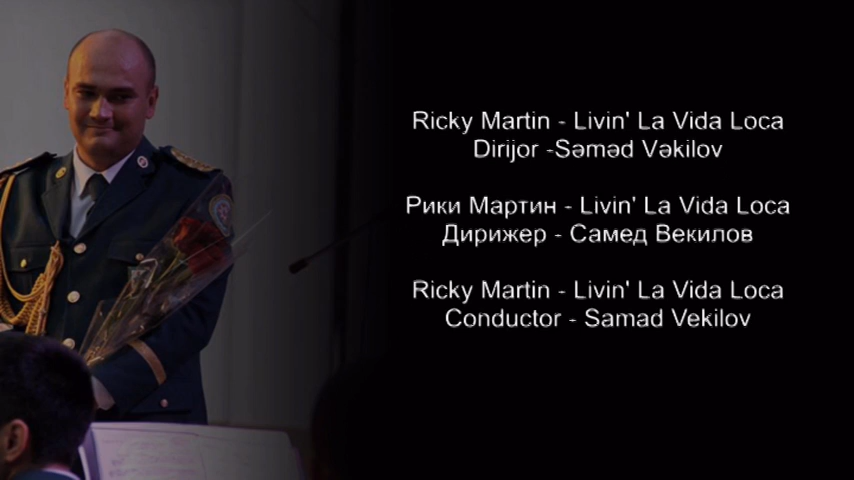 Ricky Martin - Livin' La Vida Loca
Dirijor -Səməd Vəkilov
Рики Мартин - Livin' La Vida Loca
Дирижер - Самед Векилов
Ricky Martin - Livin' La Vida Loca
Conductor - Samad Vekilov